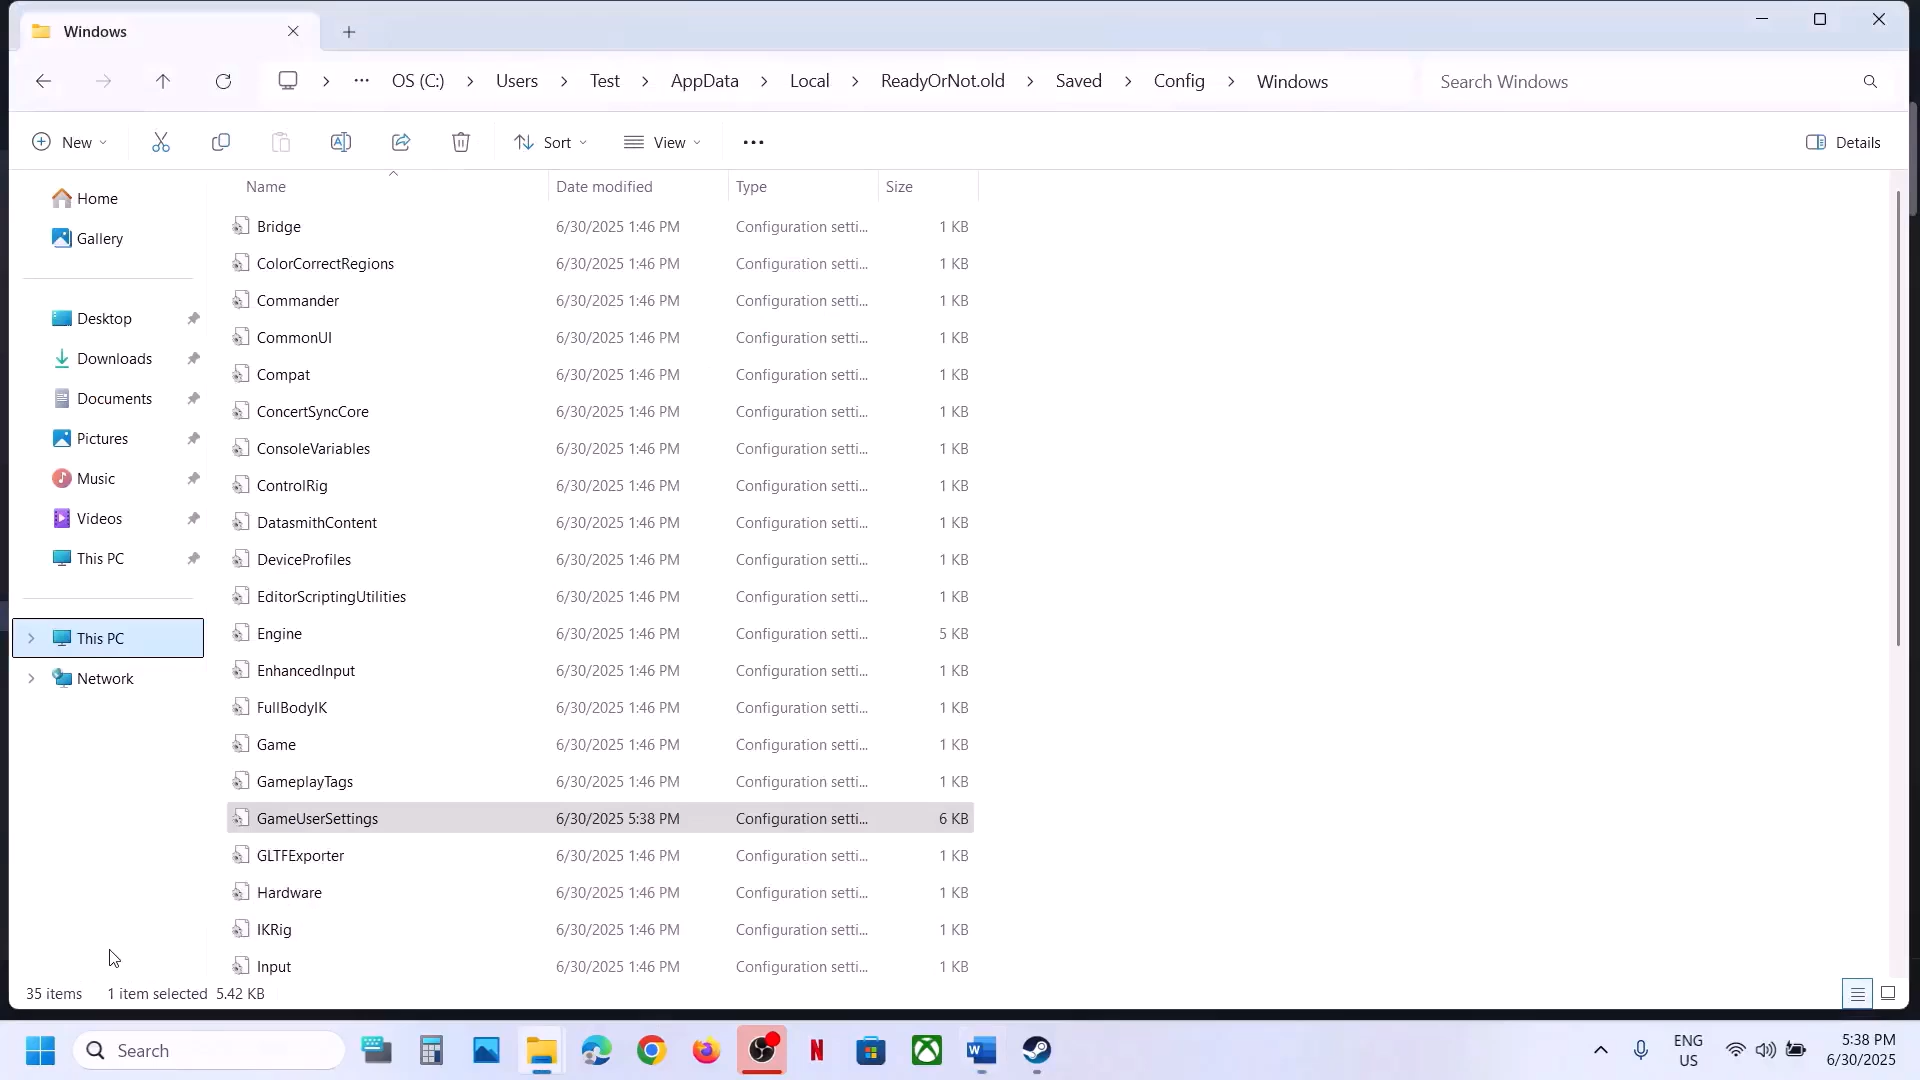 Windows
OS (C:) Users Test AppData Local ReadyOrNot.old Saved Config Windows
Search Windows
New Sort View Details
Name Date modified Type Size
Home
Gallery
Desktop
Downloads
Documents
Pictures
Music
Videos
This PC
This PC
Network
Bridge 6/30/2025 1:46 PM Configuration setti... 1 KB
ColorCorrectRegions 6/30/2025 1:46 PM Configuration setti... 1 KB
Commander 6/30/2025 1:46 PM Configuration setti... 1 KB
CommonUI 6/30/2025 1:46 PM Configuration setti... 1 KB
Compat 6/30/2025 1:46 PM Configuration setti... 1 KB
ConcertSyncCore 6/30/2025 1:46 PM Configuration setti... 1 KB
ConsoleVariables 6/30/2025 1:46 PM Configuration setti... 1 KB
ControlRig 6/30/2025 1:46 PM Configuration setti... 1 KB
DatasmithContent 6/30/2025 1:46 PM Configuration setti... 1 KB
DeviceProfiles 6/30/2025 1:46 PM Configuration setti... 1 KB
EditorScriptingUtilities 6/30/2025 1:46 PM Configuration setti... 1 KB
Engine 6/30/2025 1:46 PM Configuration setti... 5 KB
EnhancedInput 6/30/2025 1:46 PM Configuration setti... 1 KB
FullBodyIK 6/30/2025 1:46 PM Configuration setti... 1 KB
Game 6/30/2025 1:46 PM Configuration setti... 1 KB
GameplayTags 6/30/2025 1:46 PM Configuration setti... 1 KB
GameUserSettings 6/30/2025 5:38 PM Configuration setti... 6 KB
GLTFExporter 6/30/2025 1:46 PM Configuration setti... 1 KB
Hardware 6/30/2025 1:46 PM Configuration setti... 1 KB
IKRig 6/30/2025 1:46 PM Configuration setti... 1 KB
Input 6/30/2025 1:46 PM Configuration setti... 1 KB
35 items 1 item selected 5.42 KB
Search
ENG
US
5:38 PM
6/30/2025